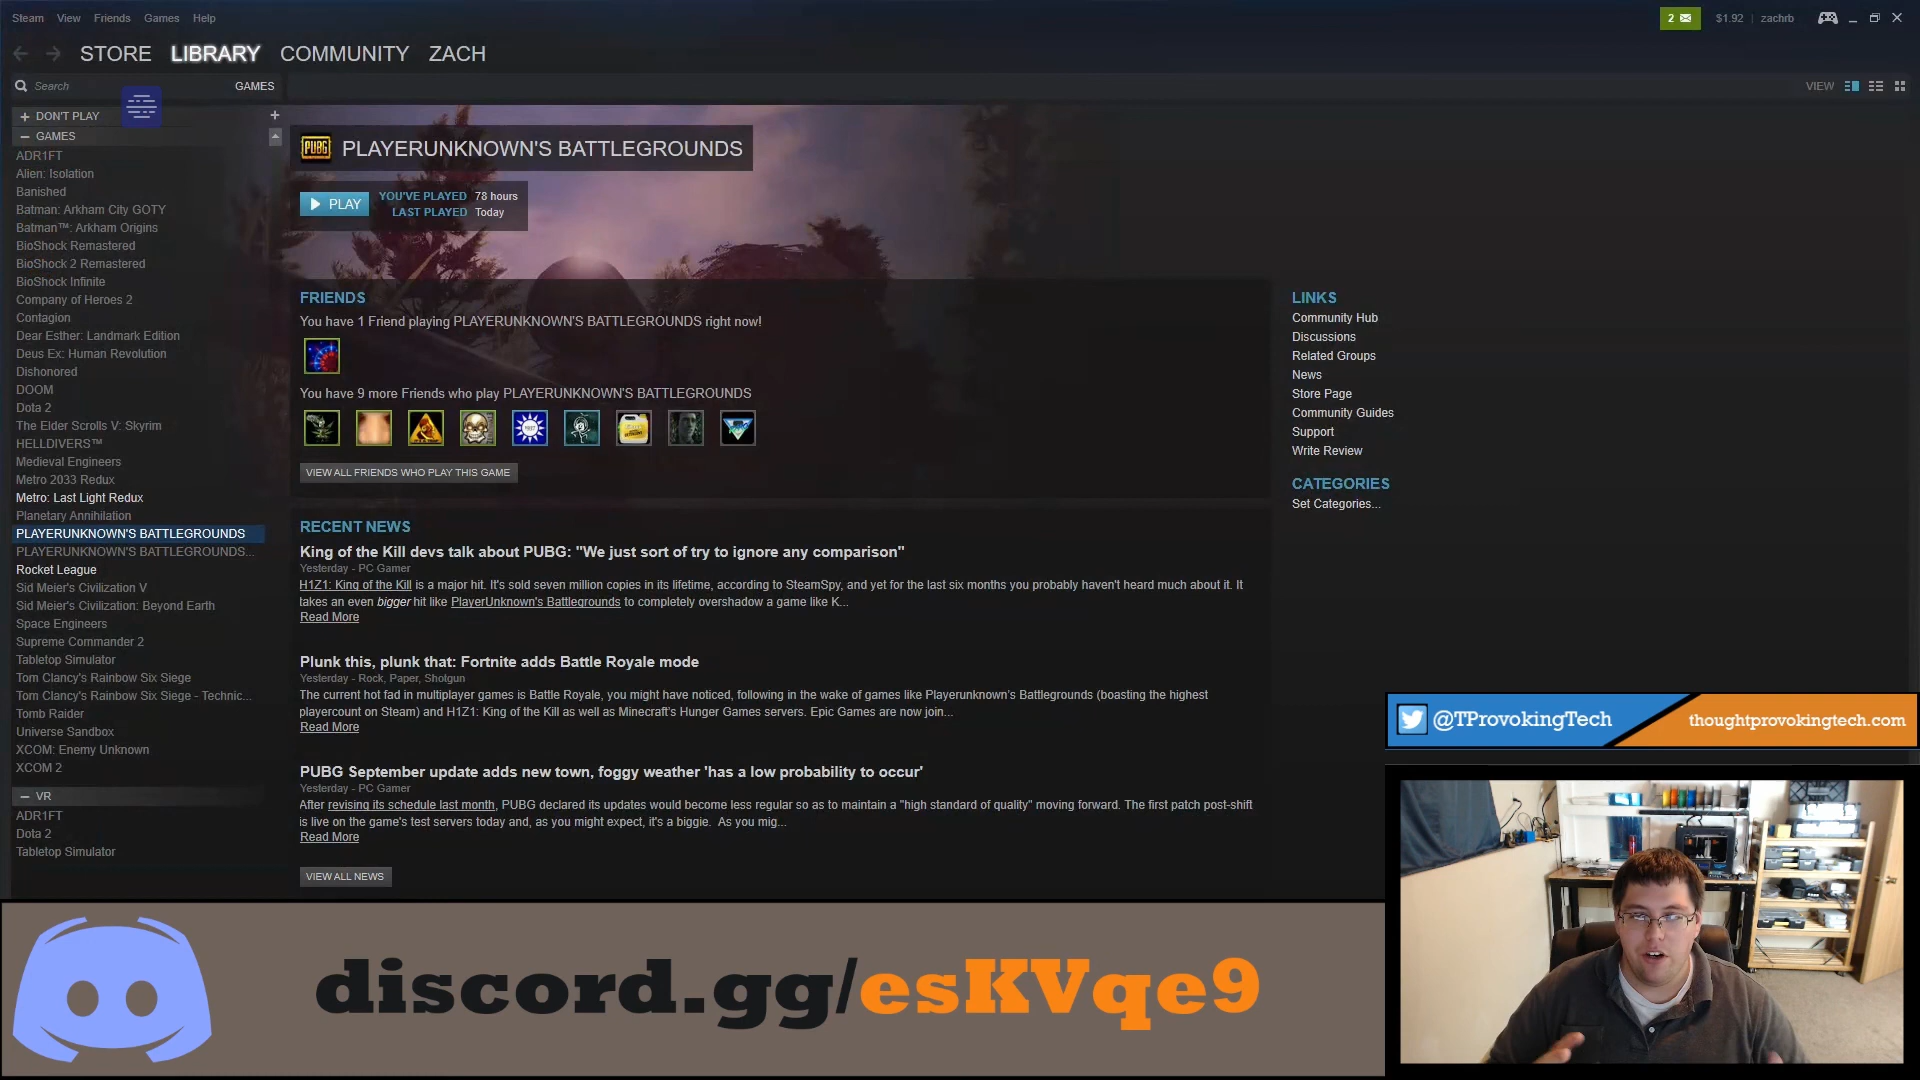 Steam View Friends Games Help
2 $1.92 | zachrb
STORE LIBRARY COMMUNITY ZACH
Search GAMES
VIEW
+ DON'T PLAY +
– GAMES
ADR1FT
Alien: Isolation
Banished
Batman: Arkham City GOTY
Batman™: Arkham Origins
BioShock Remastered
BioShock 2 Remastered
BioShock Infinite
Company of Heroes 2
Contagion
Dear Esther: Landmark Edition
Deus Ex: Human Revolution
Dishonored
DOOM
Dota 2
The Elder Scrolls V: Skyrim
HELLDIVERS™
Medieval Engineers
Metro 2033 Redux
Metro: Last Light Redux
Planetary Annihilation
PLAYERUNKNOWN'S BATTLEGROUNDS
PLAYERUNKNOWN'S BATTLEGROUNDS...
Rocket League
Sid Meier's Civilization V
Sid Meier's Civilization: Beyond Earth
Space Engineers
Supreme Commander 2
Tabletop Simulator
Tom Clancy's Rainbow Six Siege
Tom Clancy's Rainbow Six Siege - Technic...
Tomb Raider
Universe Sandbox
XCOM: Enemy Unknown
XCOM 2
– VR
ADR1FT
Dota 2
Tabletop Simulator
PUBG PLAYERUNKNOWN'S BATTLEGROUNDS
PLAY
YOU'VE PLAYED 78 hours
LAST PLAYED Today
FRIENDS
You have 1 Friend playing PLAYERUNKNOWN'S BATTLEGROUNDS right now!
You have 9 more Friends who play PLAYERUNKNOWN'S BATTLEGROUNDS
VIEW ALL FRIENDS WHO PLAY THIS GAME
RECENT NEWS
King of the Kill devs talk about PUBG: "We just sort of try to ignore any comparison"
Yesterday - PC Gamer
H1Z1: King of the Kill is a major hit. It's sold seven million copies in its lifetime, according to SteamSpy, and yet for the last six months you probably haven't heard much about it. It
takes an even bigger hit like PlayerUnknown's Battlegrounds to completely overshadow a game like K...
Read More
Plunk this, plunk that: Fortnite adds Battle Royale mode
Yesterday - Rock, Paper, Shotgun
The current hot fad in multiplayer games is Battle Royale, you might have noticed, following in the wake of games like Playerunknown's Battlegrounds (boasting the highest
playercount on Steam) and H1Z1: King of the Kill as well as Minecraft's Hunger Games servers. Epic Games are now join...
Read More
PUBG September update adds new town, foggy weather 'has a low probability to occur'
Yesterday - PC Gamer
After revising its schedule last month, PUBG declared its updates would become less regular so as to maintain a "high standard of quality" moving forward. The first patch post-shift
is live on the game's test servers today and, as you might expect, it's a biggie. As you mig...
Read More
VIEW ALL NEWS
LINKS
Community Hub
Discussions
Related Groups
News
Store Page
Community Guides
Support
Write Review
CATEGORIES
Set Categories...
@TProvokingTech thoughtprovokingtech.com
discord.gg/esKVqe9